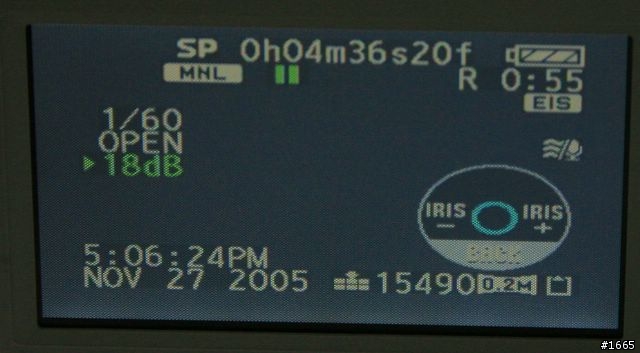 SP 0h04m36s20f
MNL R 0:55
EIS
1/60
OPEN
18dB
IRIS − IRIS +
BACK
5:06:24PM
NOV 27 2005 15490 0.2M
#1665